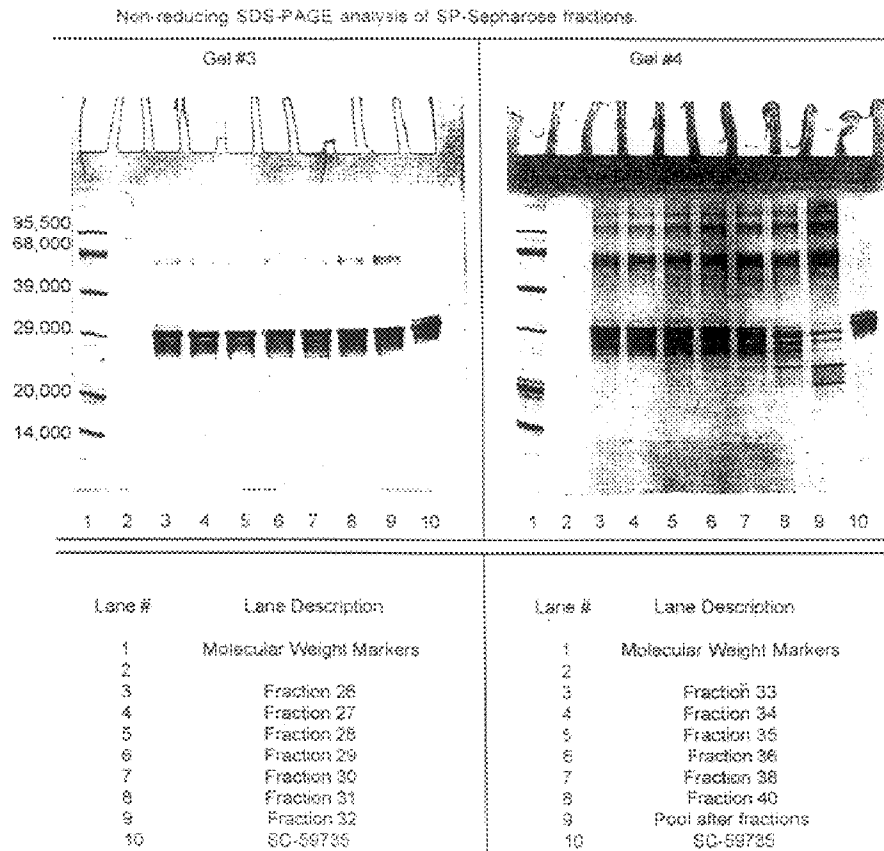 Non-reducing SDS-PAGE analysis of SP-Sepharose fractions.
Gel #3
95,500
68,000
39,000
29,000
20,000
14,000
1 2 3 4 5 6 7 8 9 10
Lane # Lane Description
1 Molecular Weight Markers
2
3 Fraction 26
4 Fraction 27
5 Fraction 28
6 Fraction 29
7 Fraction 30
8 Fraction 31
9 Fraction 32
10 SC-59735
Gel #4
1 2 3 4 5 6 7 8 9 10
Lane # Lane Description
1 Molecular Weight Markers
2
3 Fraction 33
4 Fraction 34
5 Fraction 35
6 Fraction 36
7 Fraction 38
8 Fraction 40
9 Pool after fractions
10 SC-59735